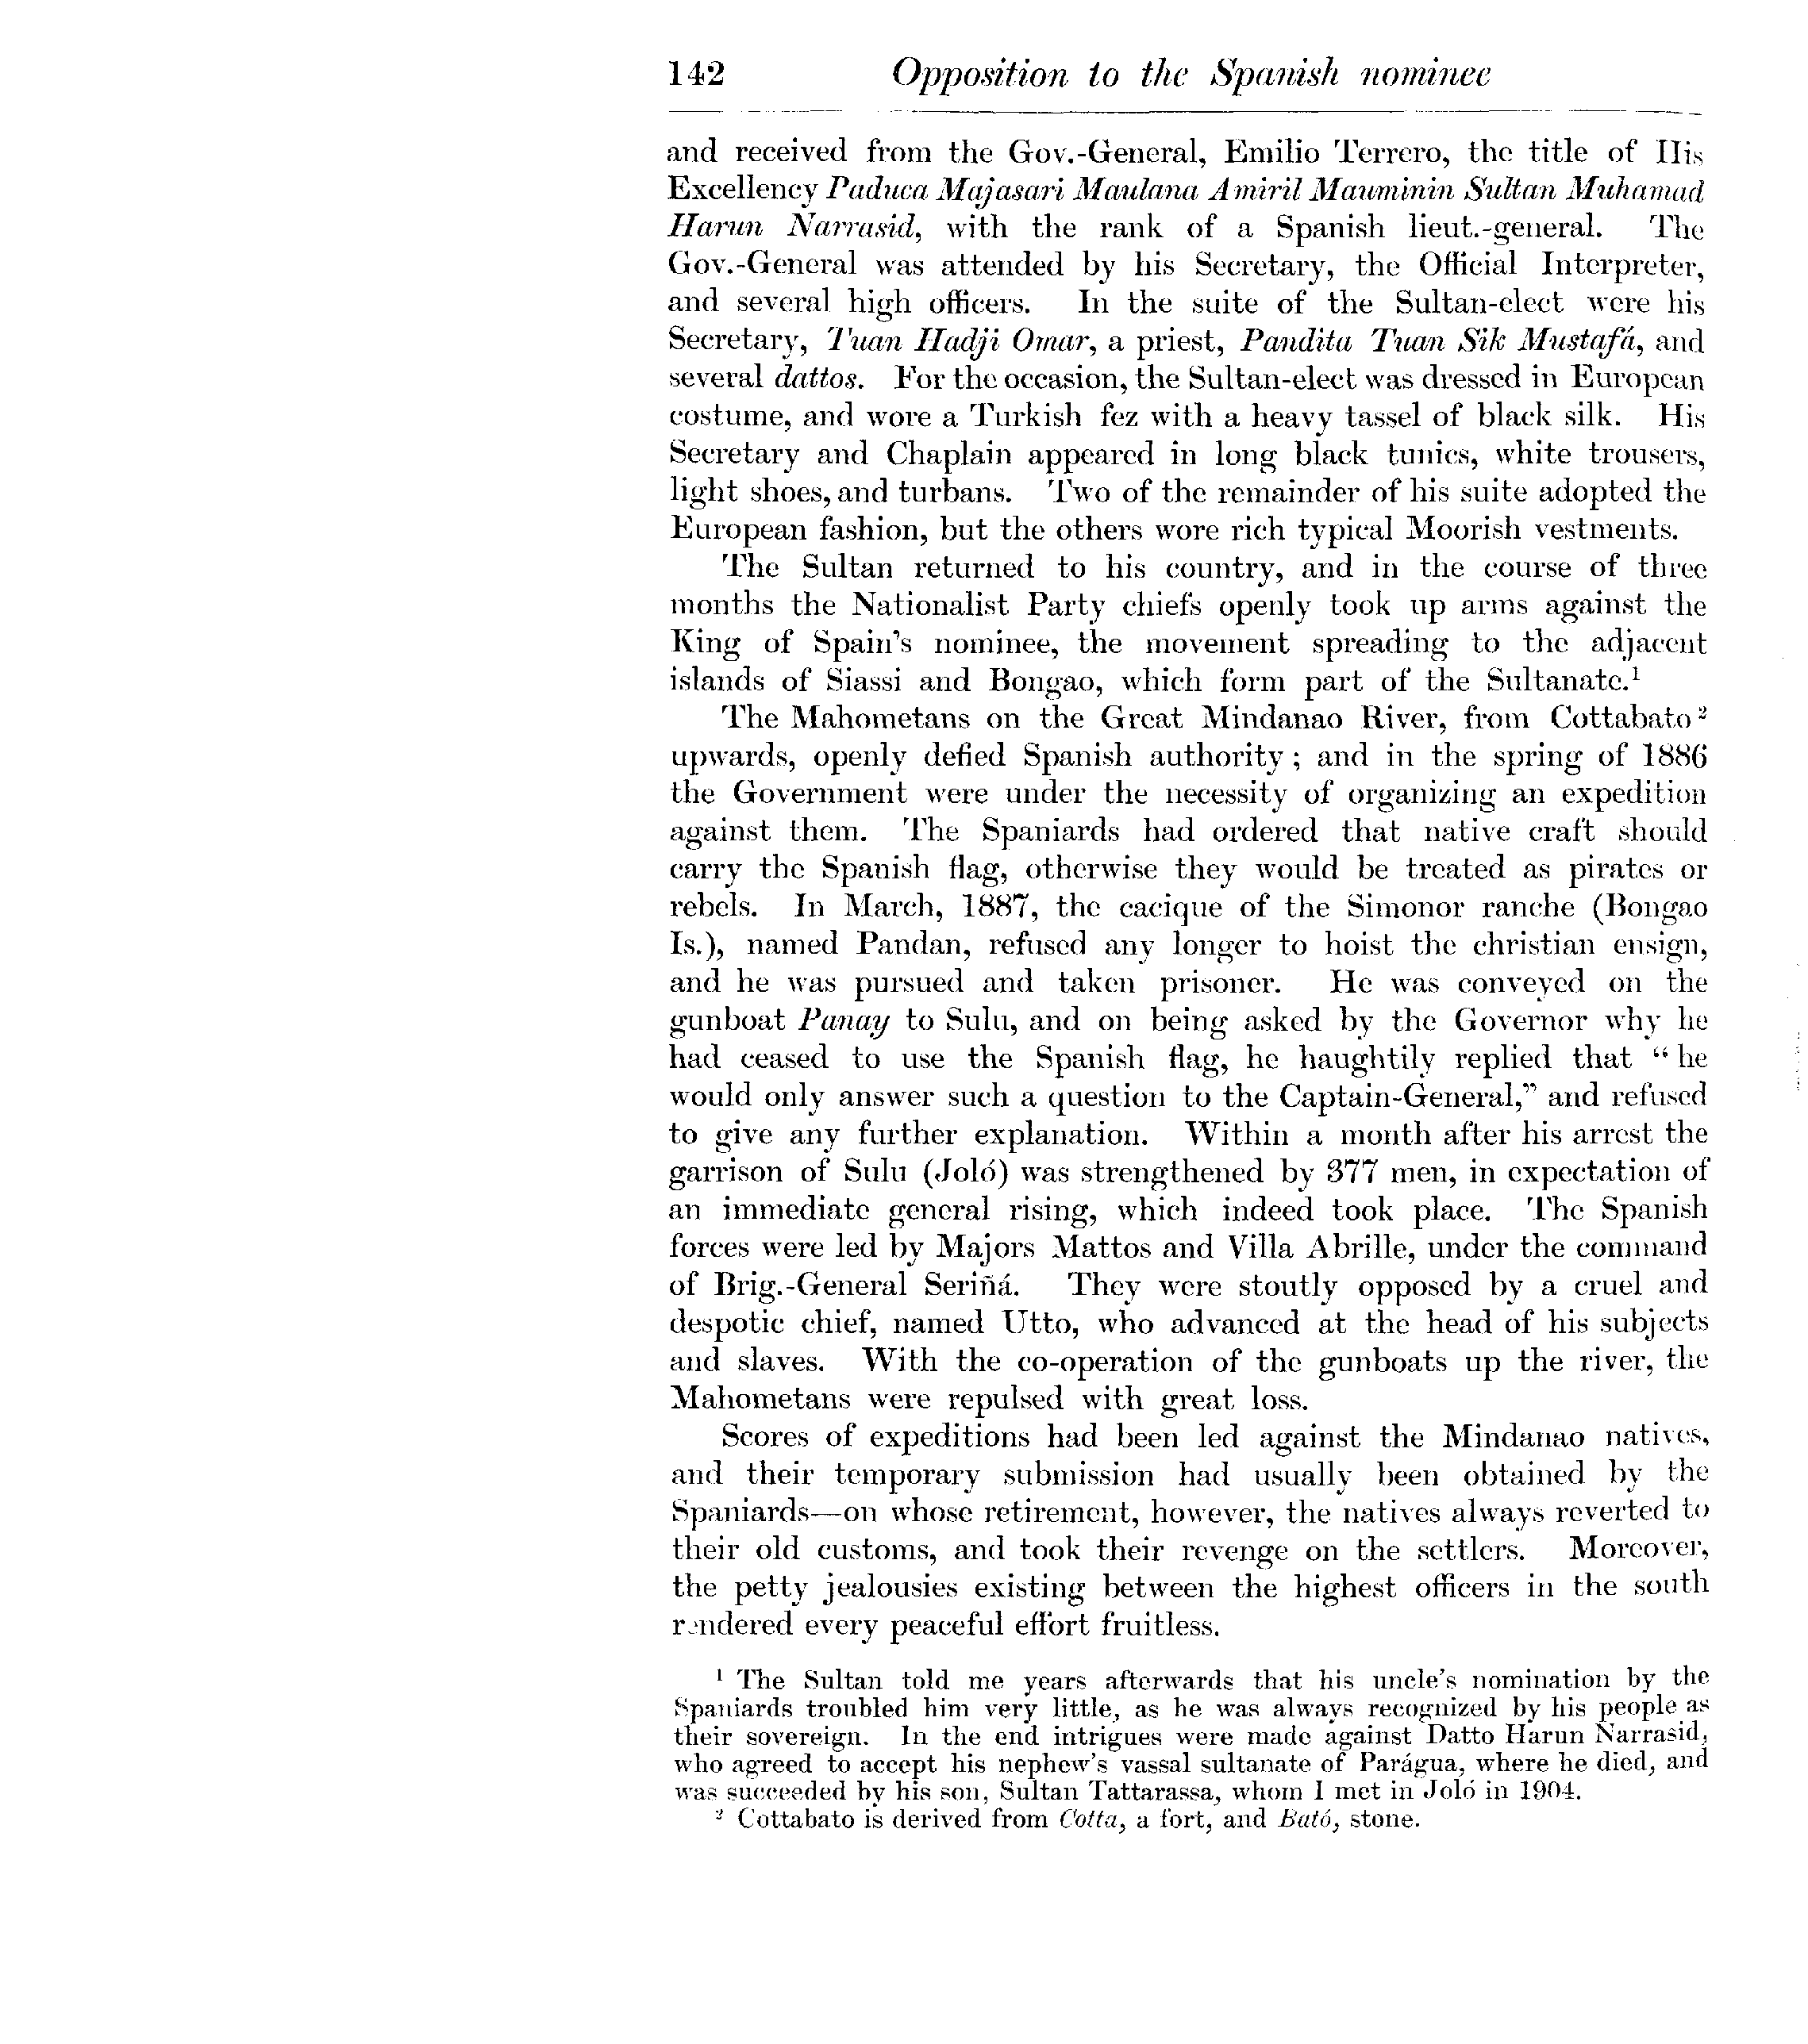 142 Opposition to the Spanish nominee
and received from the Gov.-General, Emilio Terrero, the title of His
Excellency Paduca Majasari Maulana Amiril Mauminin Sultan Muhamad
Harun Narrasid, with the rank of a Spanish lieut.-general. The
Gov.-General was attended by his Secretary, the Official Interpreter,
and several high officers. In the suite of the Sultan-elect were his
Secretary, Tuan Hadji Omar, a priest, Pandita Tuan Sik Mustafá, and
several dattos. For the occasion, the Sultan-elect was dressed in European
costume, and wore a Turkish fez with a heavy tassel of black silk. His
Secretary and Chaplain appeared in long black tunics, white trousers,
light shoes, and turbans. Two of the remainder of his suite adopted the
European fashion, but the others wore rich typical Moorish vestments.
The Sultan returned to his country, and in the course of three
months the Nationalist Party chiefs openly took up arms against the
King of Spain's nominee, the movement spreading to the adjacent
islands of Siassi and Bongao, which form part of the Sultanate.¹
The Mahometans on the Great Mindanao River, from Cottabato²
upwards, openly defied Spanish authority; and in the spring of 1886
the Government were under the necessity of organizing an expedition
against them. The Spaniards had ordered that native craft should
carry the Spanish flag, otherwise they would be treated as pirates or
rebels. In March, 1887, the cacique of the Simonor ranche (Bongao
Is.), named Pandan, refused any longer to hoist the christian ensign,
and he was pursued and taken prisoner. He was conveyed on the
gunboat Panay to Sulu, and on being asked by the Governor why he
had ceased to use the Spanish flag, he haughtily replied that “he
would only answer such a question to the Captain-General,” and refused
to give any further explanation. Within a month after his arrest the
garrison of Sulu (Joló) was strengthened by 377 men, in expectation of
an immediate general rising, which indeed took place. The Spanish
forces were led by Majors Mattos and Villa Abrille, under the command
of Brig.-General Seriñá. They were stoutly opposed by a cruel and
despotic chief, named Utto, who advanced at the head of his subjects
and slaves. With the co-operation of the gunboats up the river, the
Mahometans were repulsed with great loss.
Scores of expeditions had been led against the Mindanao natives,
and their temporary submission had usually been obtained by the
Spaniards—on whose retirement, however, the natives always reverted to
their old customs, and took their revenge on the settlers. Moreover,
the petty jealousies existing between the highest officers in the south
rendered every peaceful effort fruitless.
¹ The Sultan told me years afterwards that his uncle's nomination by the
Spaniards troubled him very little, as he was always recognized by his people as
their sovereign. In the end intrigues were made against Datto Harun Narrasid,
who agreed to accept his nephew's vassal sultanate of Parágua, where he died, and
was succeeded by his son, Sultan Tattarassa, whom I met in Joló in 1904.
² Cottabato is derived from Cotta, a fort, and Bató, stone.